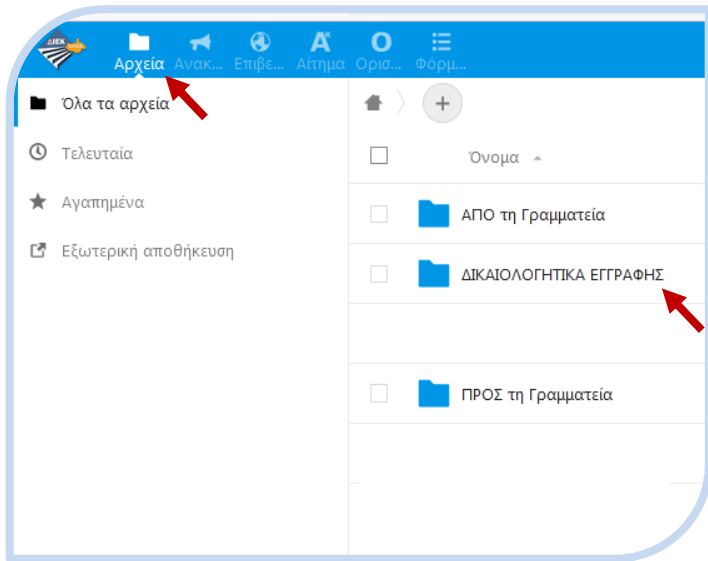 ΔΙΕΚ
Αρχεία Ανακ... Επιβε... Αίτημα Ορισ... Φόρμ...
Όλα τα αρχεία
Τελευταία
Αγαπημένα
Εξωτερική αποθήκευση
Όνομα
ΑΠΟ τη Γραμματεία
ΔΙΚΑΙΟΛΟΓΗΤΙΚΑ ΕΓΓΡΑΦΗΣ
ΠΡΟΣ τη Γραμματεία